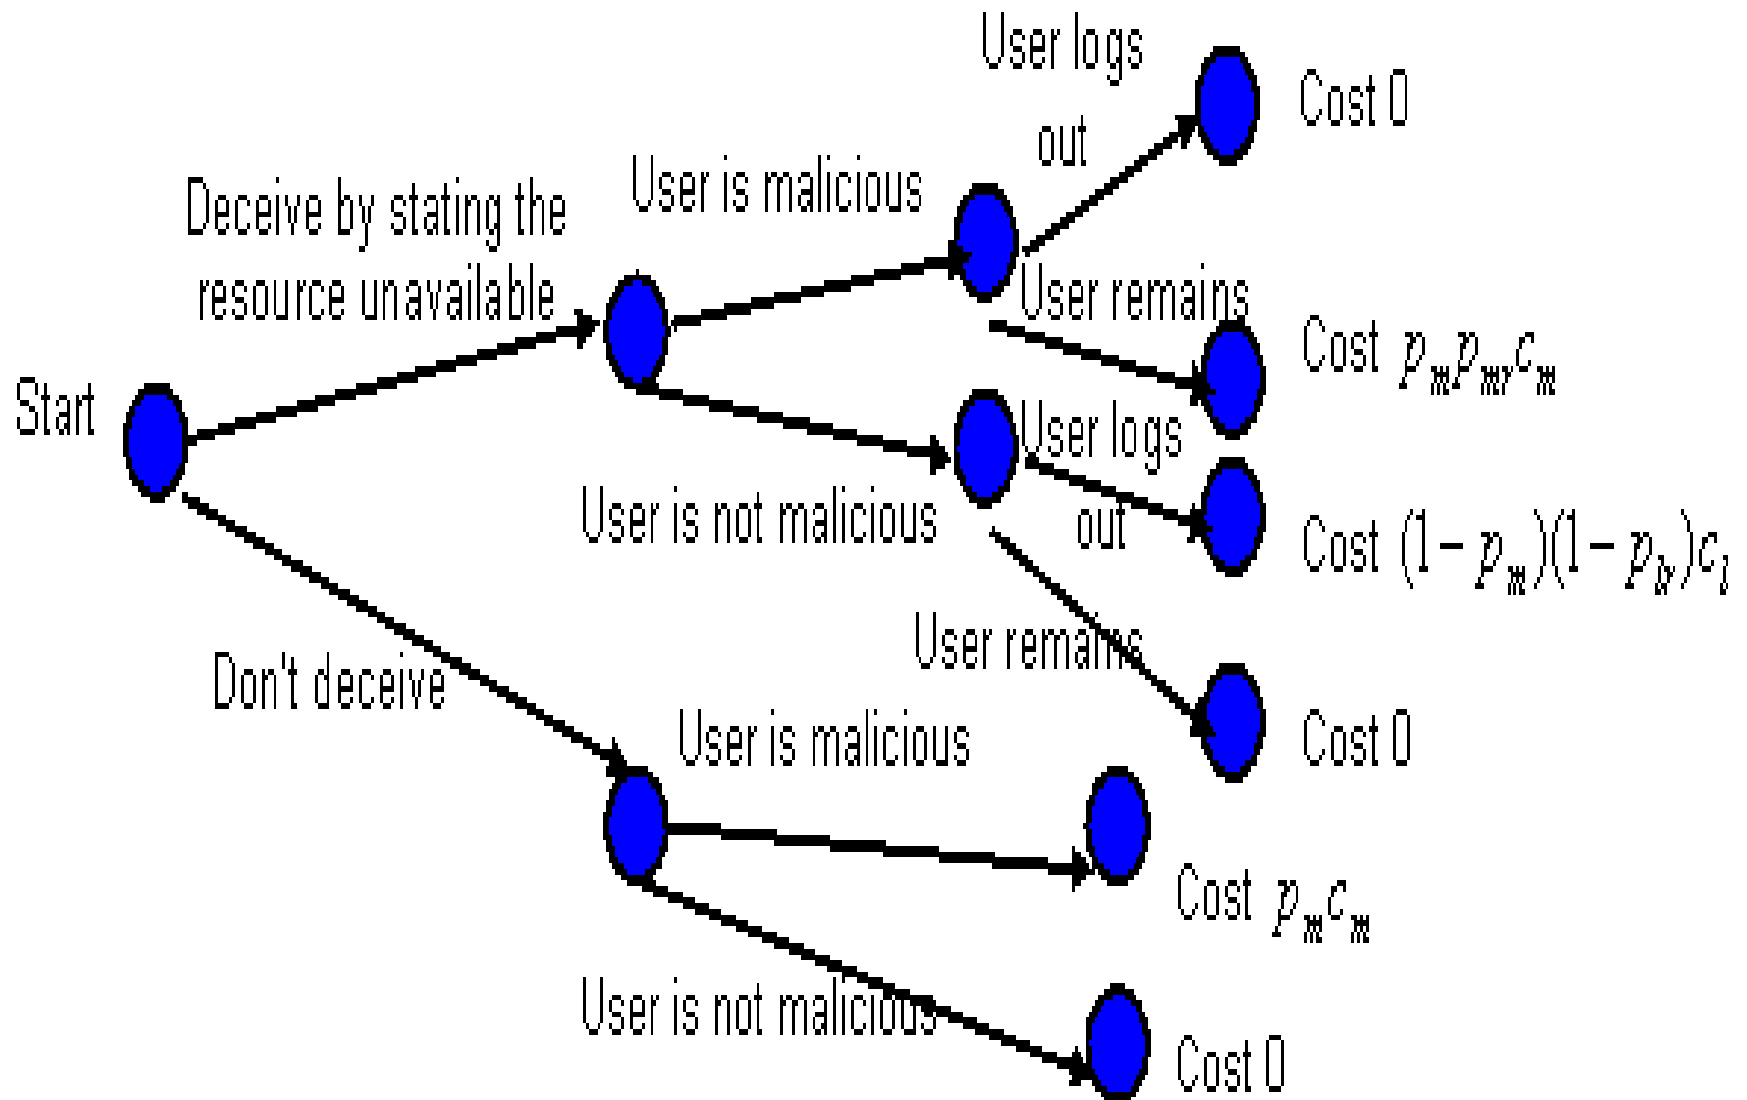 User logs
out
Cost 0
User is malicious
Deceive by stating the
resource unavailable
User remains
Cost p_m p_mr c_m
Start
User logs
out
User is not malicious
Cost (1 − p_m)(1 − p_lr)c_l
User remains
Don't deceive
Cost 0
User is malicious
Cost p_m c_m
User is not malicious
Cost 0